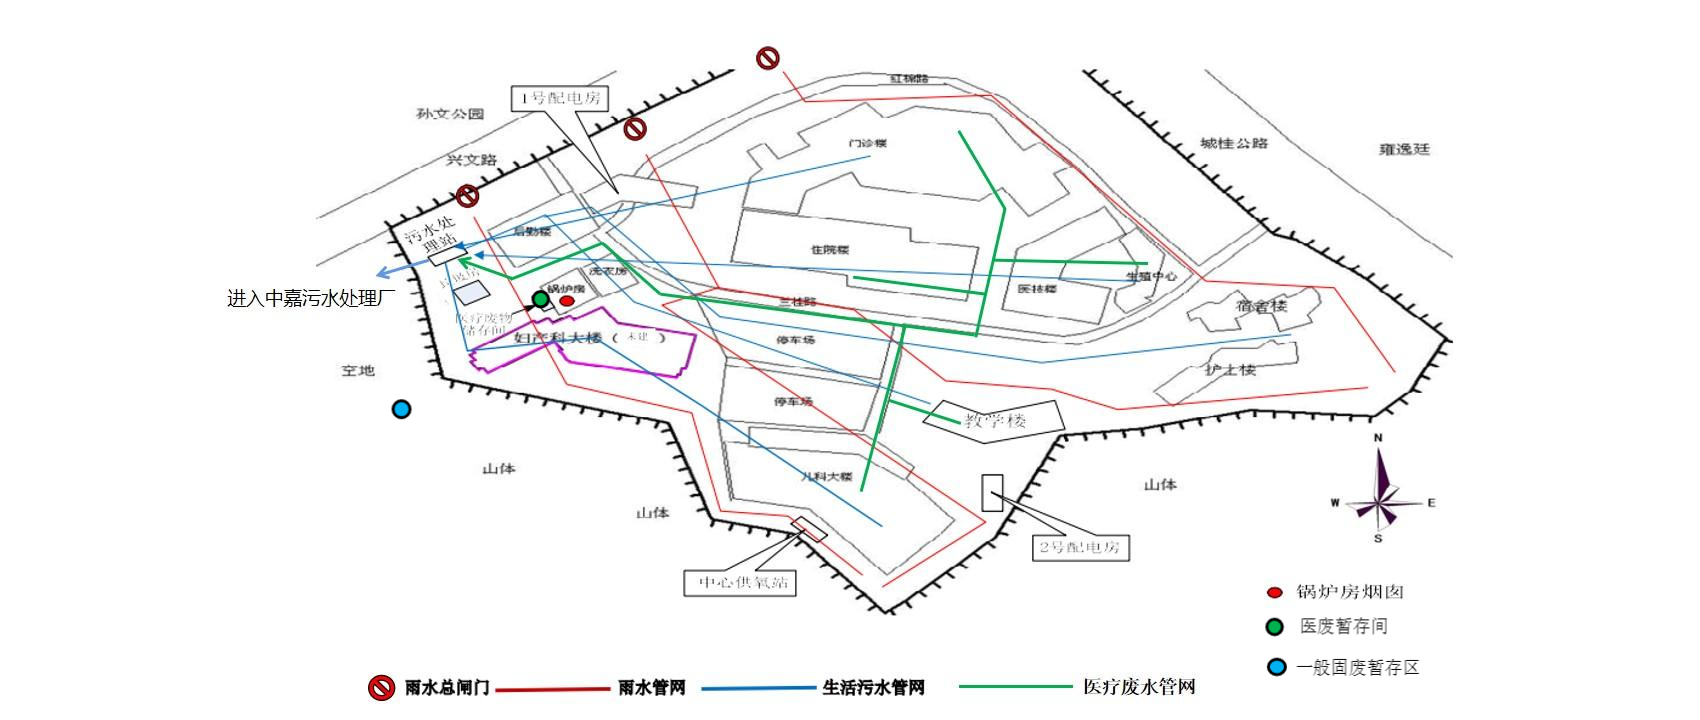 红棉路
1号配电房
孙文公园
门诊楼
城桂公路
雍逸廷
兴文路
污水处
理站
后勤楼
住院楼
洗衣房
生殖中心
进入中嘉污水处理厂
锅炉房
医技楼
兰桂路
宿舍楼
医疗废物
储存间
妇产科大楼（未建）
停车场
空地
护士楼
停车场
教学楼
N
山体
儿科大楼
山体
W
E
山体
S
2号配电房
中心供氧站
锅炉房烟囱
医废暂存间
一般固废暂存区
雨水总闸门
雨水管网
生活污水管网
医疗废水管网